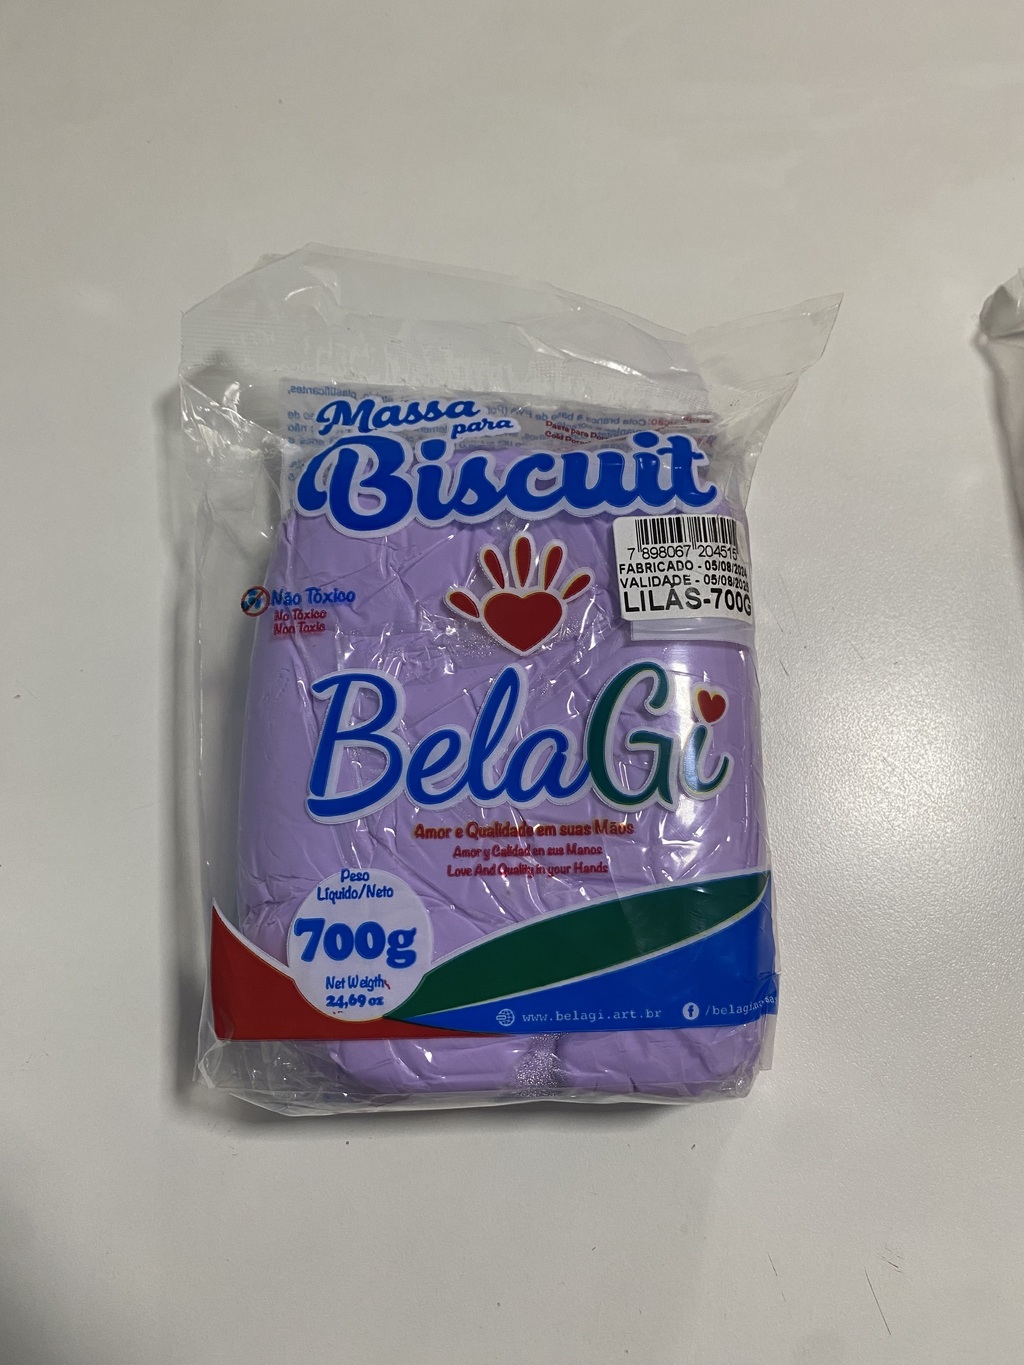 Massa
para
Biscuit
7 898067 204515
FABRICADO - 05/08/2024
VALIDADE - 05/08/2025
LILÁS-700G
Não Tóxico
No Tóxico
Non Toxic
BelaGi
Amor e Qualidade em suas Mãos
Amor y Calidad en sus Manos
Love And Quality in your Hands
Peso
Líquido/Neto
700g
Net Weigth
24,69 oz
www.belagi.art.br